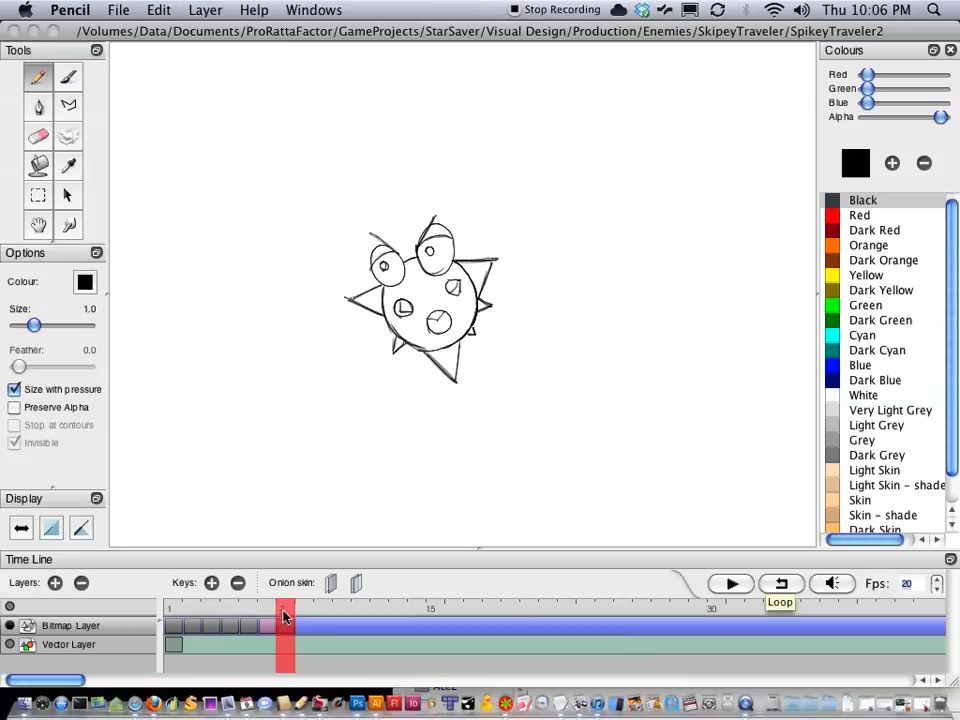 Pencil File Edit Layer Help Windows Stop Recording Thu 10:06 PM
/Volumes/Data/Documents/ProRattaFactor/GameProjects/StarSaver/Visual Design/Production/Enemies/SkipeyTraveler/SpikeyTraveler2
Tools
Options
Colour:
Size: 1.0
Feather: 0.0
Size with pressure
Preserve Alpha
Stop at contours
Invisible
Display
Colours
Red
Green
Blue
Alpha
Black
Red
Dark Red
Orange
Dark Orange
Yellow
Dark Yellow
Green
Dark Green
Cyan
Dark Cyan
Blue
Dark Blue
White
Very Light Grey
Light Grey
Grey
Dark Grey
Light Skin
Light Skin - shade
Skin
Skin - shade
Dark Skin
Time Line
Layers: Keys: Onion skin: Fps: 20
Loop
1 15 30
Bitmap Layer
Vector Layer